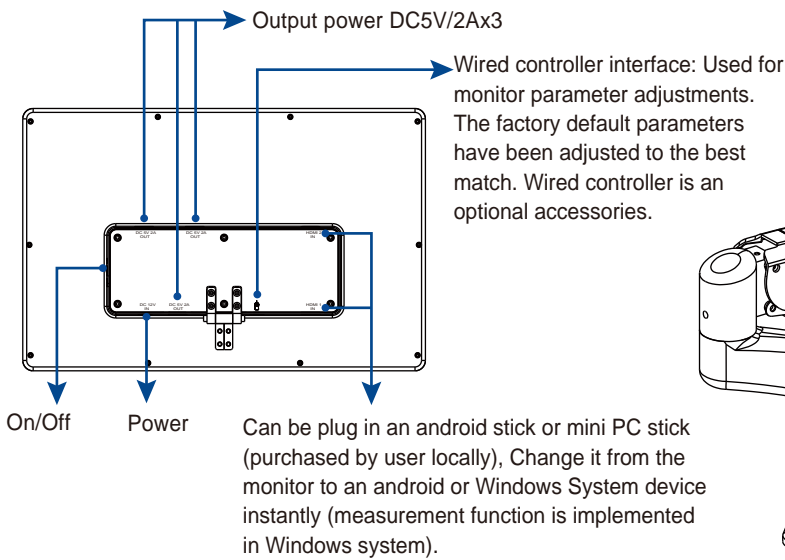 Output power DC5V/2Ax3
Wired controller interface: Used for
monitor parameter adjustments.
The factory default parameters
have been adjusted to the best
match. Wired controller is an
optional accessories.
DC 5V 2A
OUT
DC 5V 2A
OUT
HDMI 2
IN
DC 12V
IN
DC 5V 2A
OUT
HDMI 1
IN
On/Off
Power
Can be plug in an android stick or mini PC stick
(purchased by user locally), Change it from the
monitor to an android or Windows System device
instantly (measurement function is implemented
in Windows system).